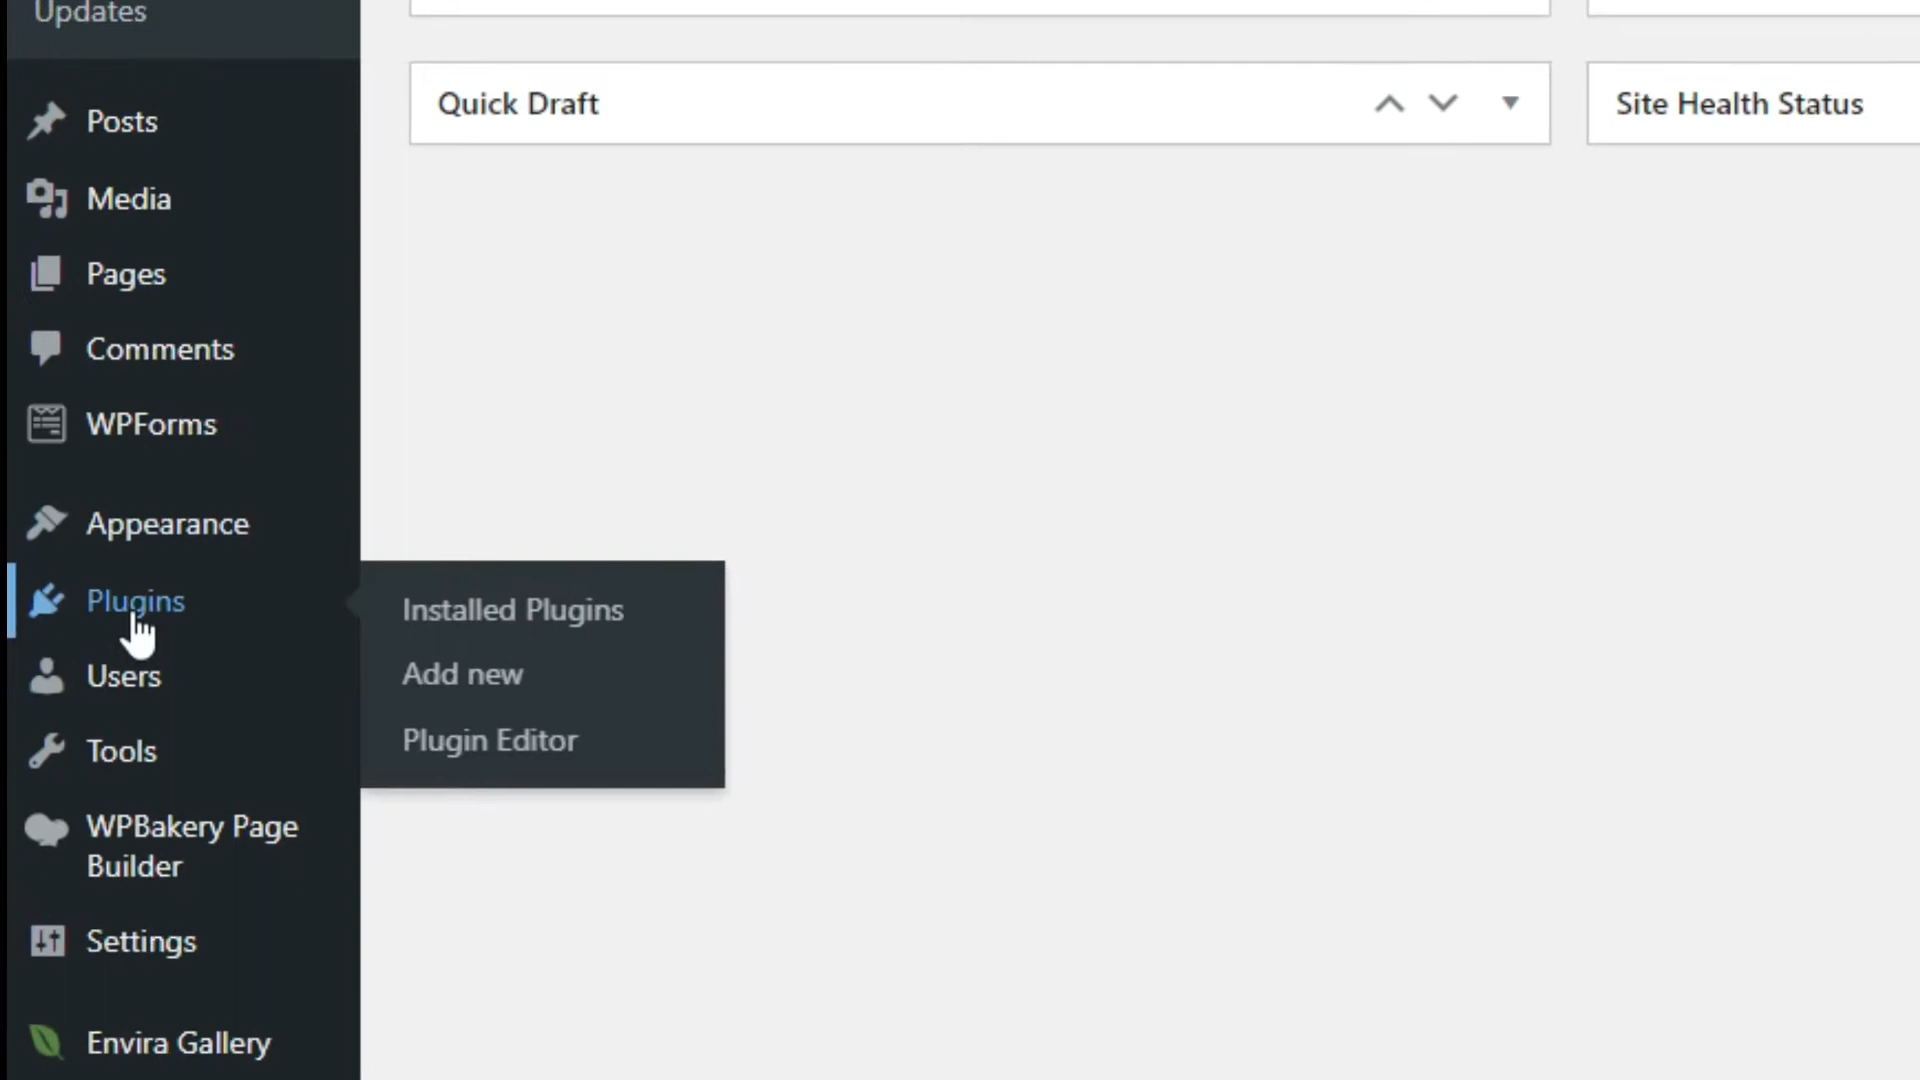 Updates
Posts
Media
Pages
Comments
WPForms
Appearance
Plugins
Users
Tools
WPBakery Page
Builder
Settings
Envira Gallery
Installed Plugins
Add new
Plugin Editor
Quick Draft
Site Health Status